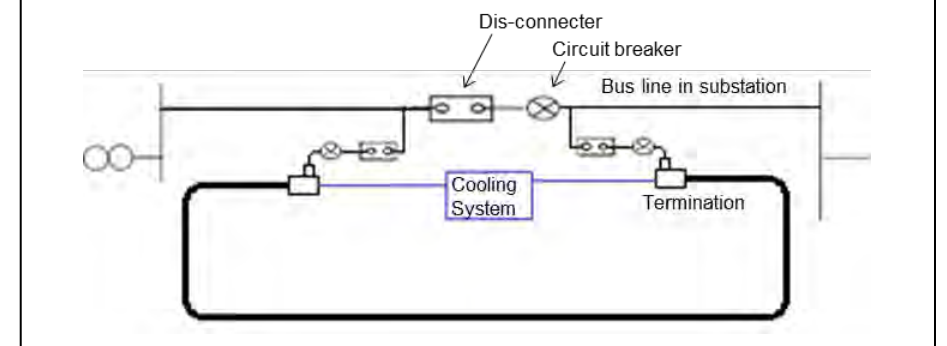 Dis-connecter
Circuit breaker
Bus line in substation
Cooling
System
Termination